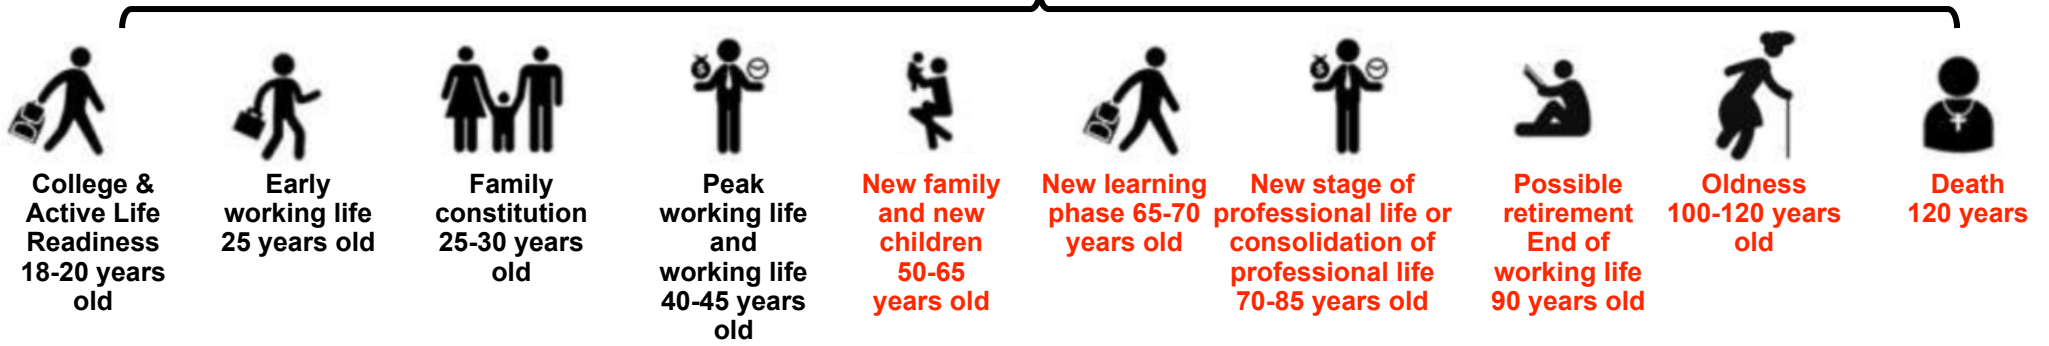 College &
Active Life
Readiness
18-20 years
old
Early
working life
25 years old
Family
constitution
25-30 years
old
Peak
working life
and
working life
40-45 years
old
New family
and new
children
50-65
years old
New learning
phase 65-70
years old
New stage of
professional life or
consolidation of
professional life
70-85 years old
Possible
retirement
End of
working life
90 years old
Oldness
100-120 years
old
Death
120 years